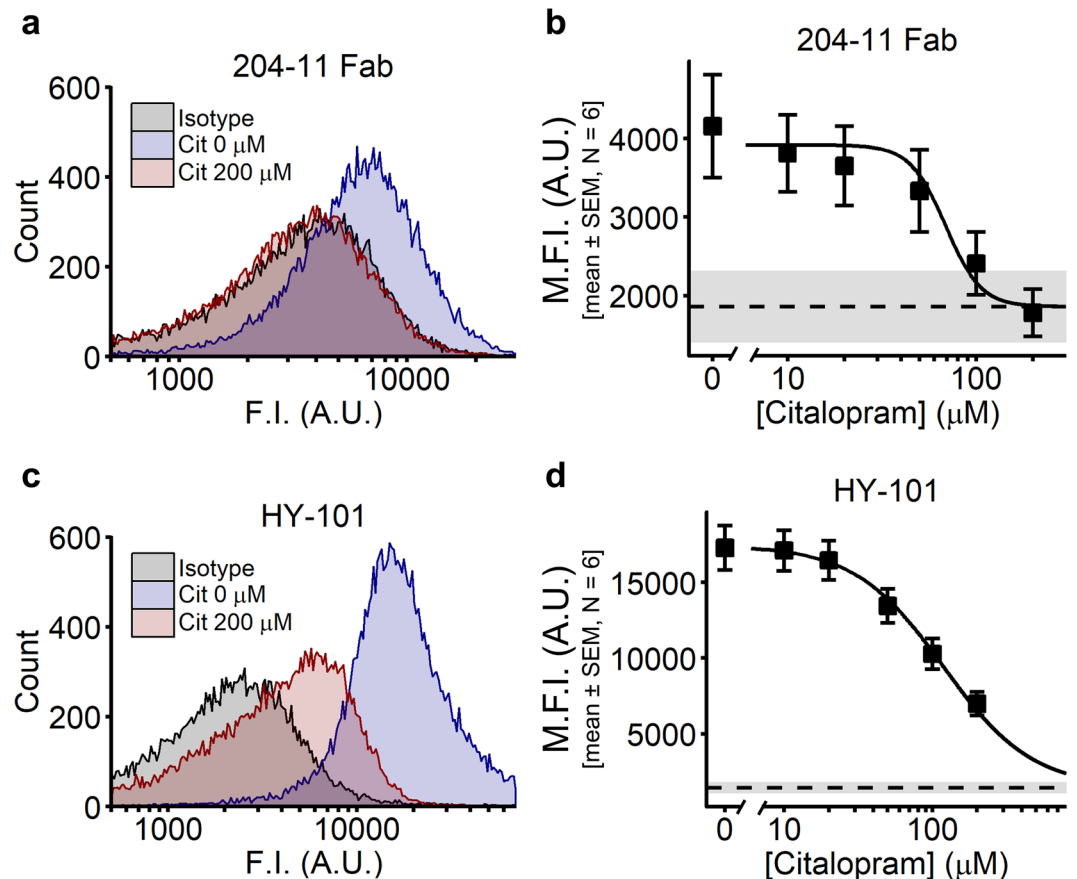 a
204-11 Fab
600
400
200
0
Count
Isotype
Cit 0 μM
Cit 200 μM
1000
10000
F.I. (A.U.)
b
204-11 Fab
M.F.I. (A.U.)
[mean ± SEM, N = 6]
4000
3000
2000
0
10
100
[Citalopram] (μM)
c
HY-101
600
400
200
0
Count
Isotype
Cit 0 μM
Cit 200 μM
1000
10000
F.I. (A.U.)
d
HY-101
M.F.I. (A.U.)
[mean ± SEM, N = 6]
15000
10000
5000
0
10
100
[Citalopram] (μM)